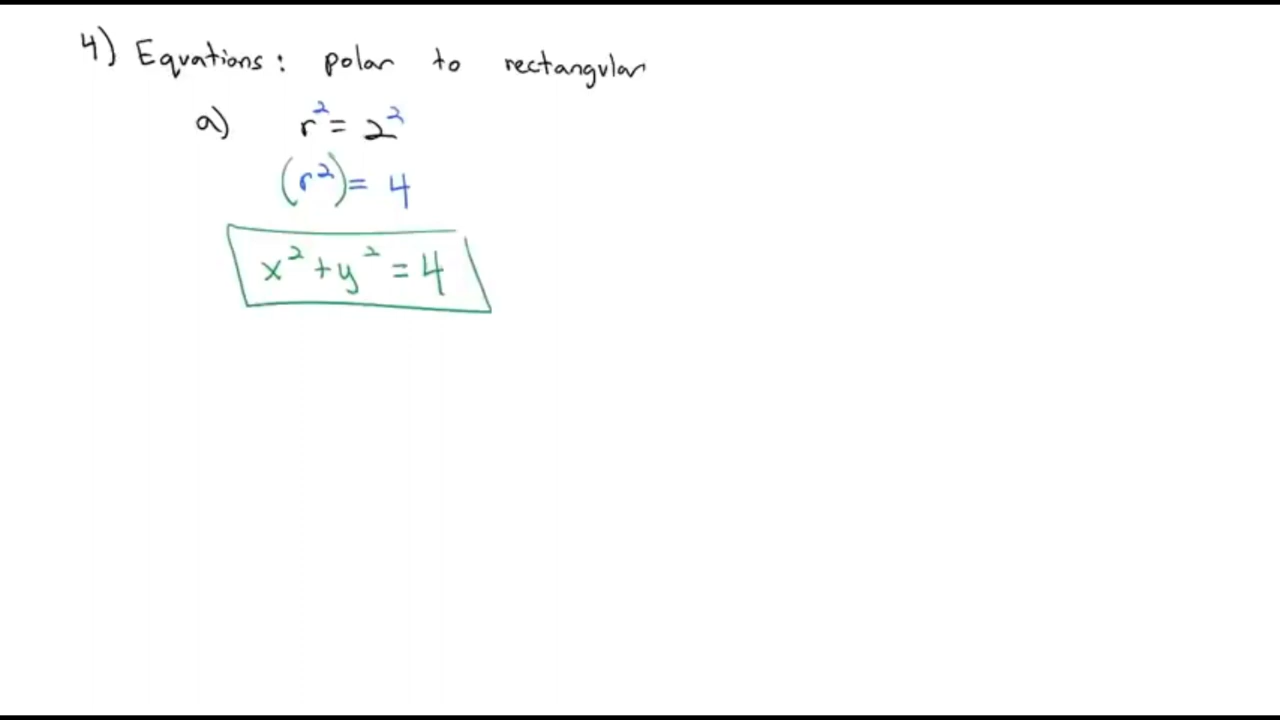 4) Equations: polar to rectangular
a) r² = 2²
(r²) = 4
x² + y² = 4